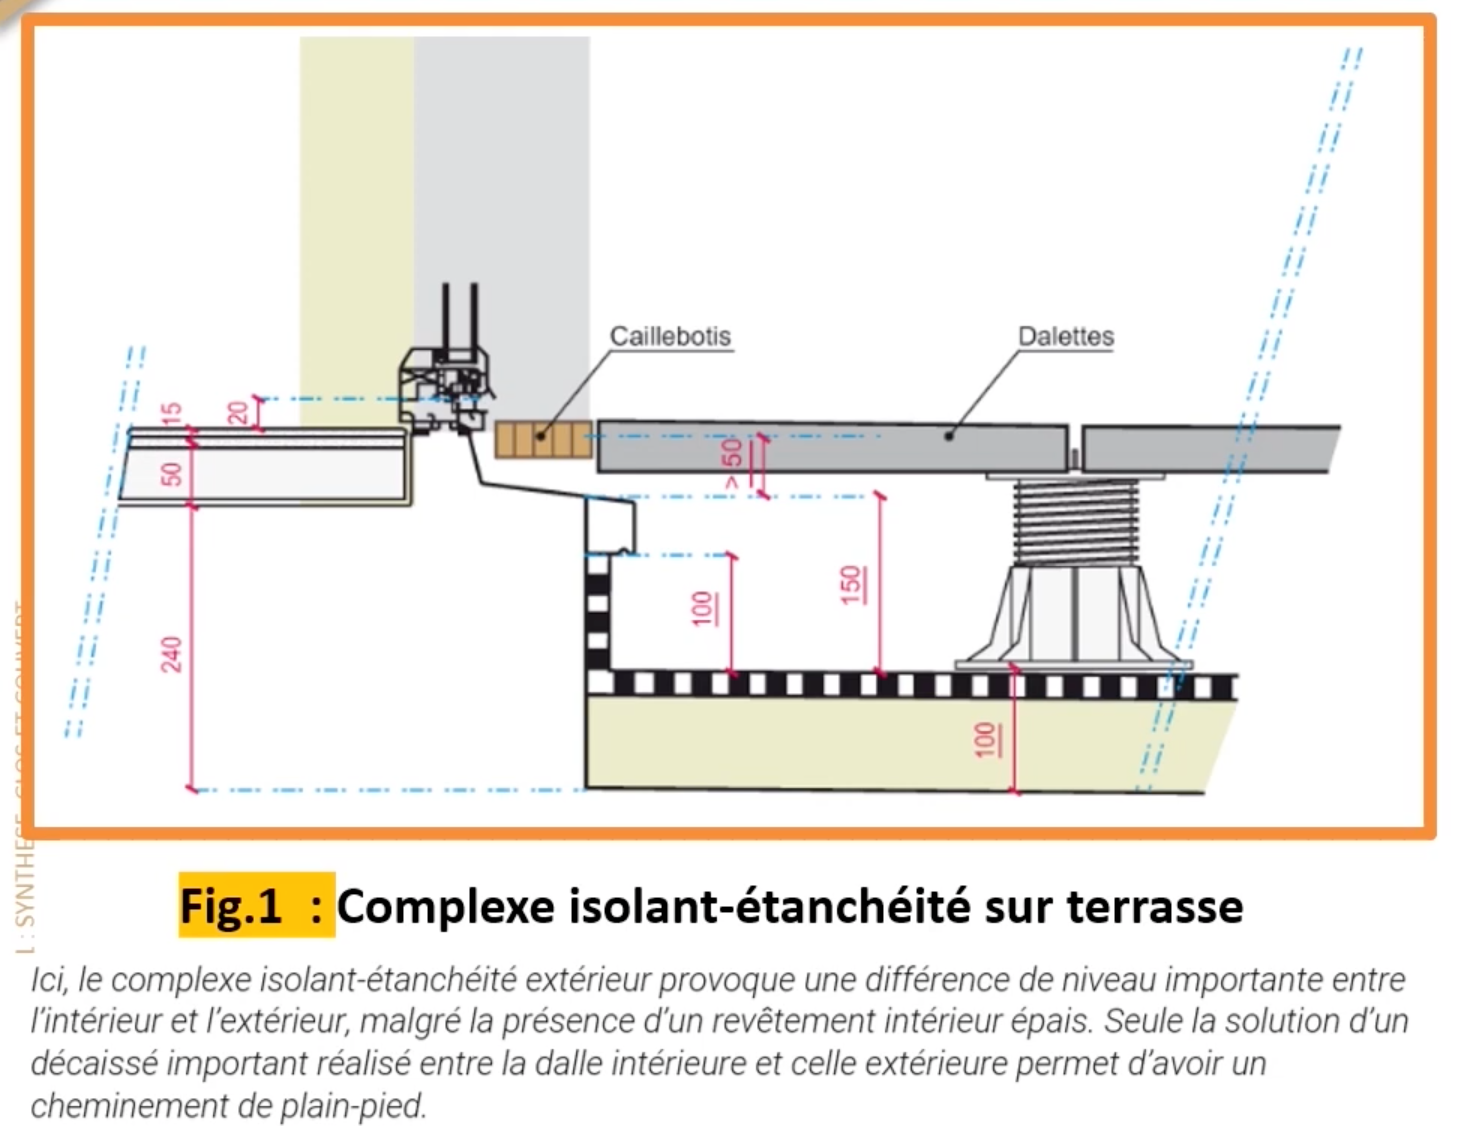 Caillebotis
Dalettes
15
20
50
> 50
240
100
150
100
L : SYNTHESE CLOS ET COUVERT
Fig.1 : Complexe isolant-étanchéité sur terrasse
Ici, le complexe isolant-étanchéité extérieur provoque une différence de niveau importante entre
l’intérieur et l’extérieur, malgré la présence d’un revêtement intérieur épais. Seule la solution d’un
décaissé important réalisé entre la dalle intérieure et celle extérieure permet d’avoir un
cheminement de plain-pied.